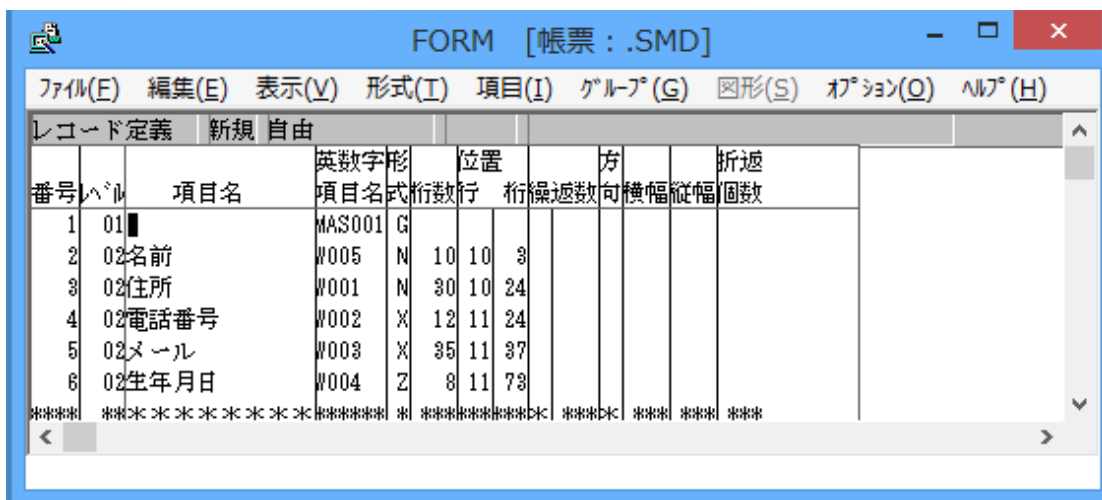 FORM [帳票：.SMD]
ﾌｧｲﾙ(F) 編集(E) 表示(V) 形式(T) 項目(I) ｸﾞﾙｰﾌﾟ(G) 図形(S) ｵﾌﾟｼｮﾝ(O) ﾍﾙﾌﾟ(H)
レコード定義 新規 自由
英数字 形 位置 方 折返
番号 ﾚﾍﾞﾙ 項目名 項目名 式 桁数 行 桁 繰返数 向 横幅 縦幅 個数
1 01 MAS001 G
2 02 名前 W005 N 10 10 3
3 02 住所 W001 N 30 10 24
4 02 電話番号 W002 X 12 11 24
5 02 メール W003 X 35 11 37
6 02 生年月日 W004 Z 8 11 73
**** ** ＊＊＊＊＊＊＊＊ ****** * *** *** *** ＊ *** ＊ *** *** ***